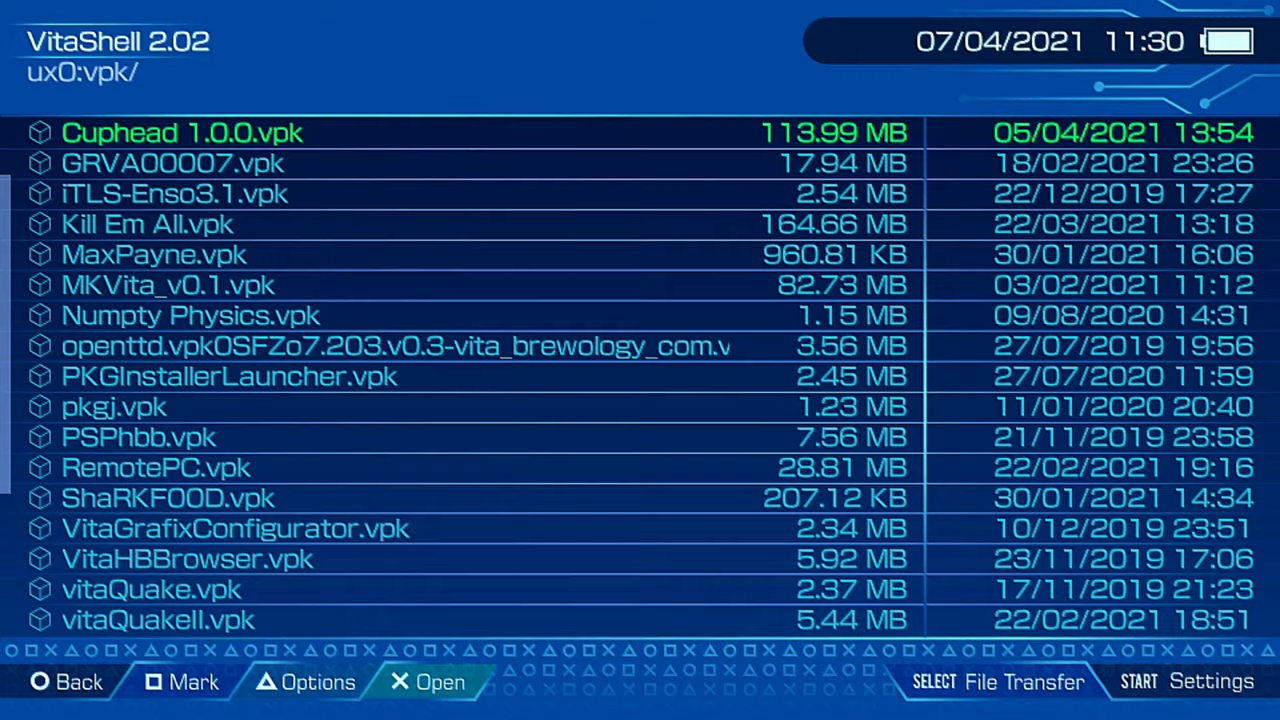 VitaShell 2.02
07/04/2021 11:30
ux0:vpk/
Cuphead 1.0.0.vpk 113.99 MB 05/04/2021 13:54
GRVA00007.vpk 17.94 MB 18/02/2021 23:26
iTLS-Enso3.1.vpk 2.54 MB 22/12/2019 17:27
Kill Em All.vpk 164.66 MB 22/03/2021 13:18
MaxPayne.vpk 960.81 KB 30/01/2021 16:06
MKVita_v0.1.vpk 82.73 MB 03/02/2021 11:12
Numpty Physics.vpk 1.15 MB 09/08/2020 14:31
openttd.vpk0SFZo7.203.v0.3-vita_brewology_com.v 3.56 MB 27/07/2019 19:56
PKGInstallerLauncher.vpk 2.45 MB 27/07/2020 11:59
pkgj.vpk 1.23 MB 11/01/2020 20:40
PSPhbb.vpk 7.56 MB 21/11/2019 23:58
RemotePC.vpk 28.81 MB 22/02/2021 19:16
ShaRKF00D.vpk 207.12 KB 30/01/2021 14:34
VitaGrafixConfigurator.vpk 2.34 MB 10/12/2019 23:51
VitaHBBrowser.vpk 5.92 MB 23/11/2019 17:06
vitaQuake.vpk 2.37 MB 17/11/2019 21:23
vitaQuakeII.vpk 5.44 MB 22/02/2021 18:51
Back Mark Options Open SELECT File Transfer START Settings